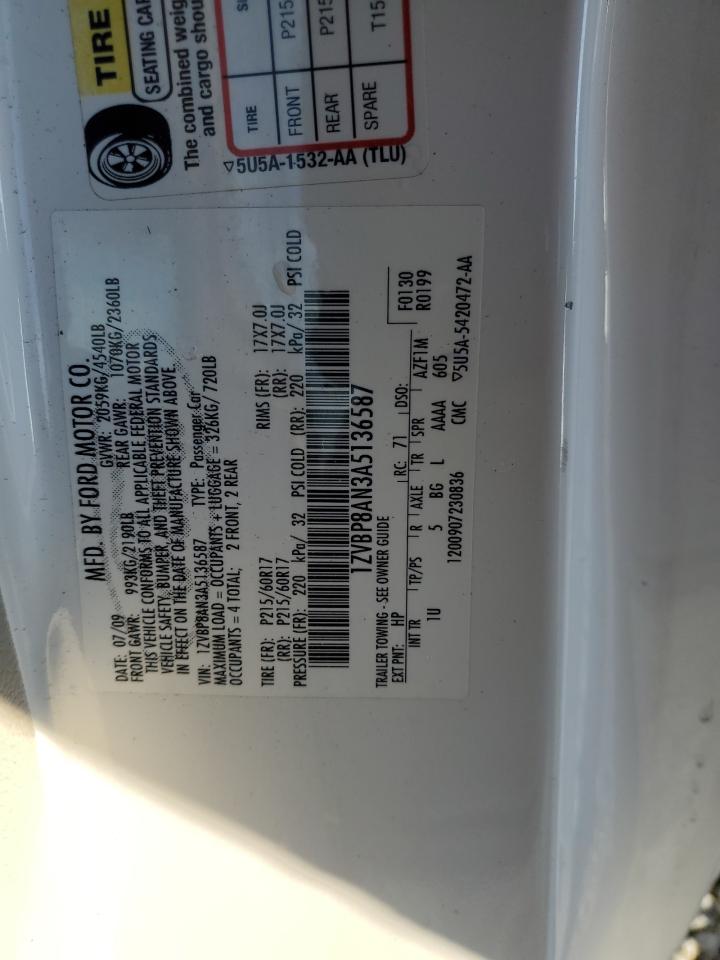 TIRE
SEATING CAP
The combined weig
and cargo shou
TIRE
FRONT P215
REAR P215
SPARE T15
▽5U5A-1532-AA (TLU)
MFD. BY FORD MOTOR CO.
DATE: 07/09 GVWR: 2059KG/4540LB
FRONT GAWR: 993KG/2190LB REAR GAWR: 1070KG/2360LB
THIS VEHICLE CONFORMS TO ALL APPLICABLE FEDERAL MOTOR
VEHICLE SAFETY, BUMPER, AND THEFT PREVENTION STANDARDS
IN EFFECT ON THE DATE OF MANUFACTURE SHOWN ABOVE.
VIN: 1ZVBP8AN3A5136587 TYPE: Passenger Car
MAXIMUM LOAD = OCCUPANTS + LUGGAGE = 326KG/720LB
OCCUPANTS = 4 TOTAL; 2 FRONT, 2 REAR
TIRE (FR): P215/60R17 RIMS (FR): 17X7.0J
(RR): P215/60R17 (RR): 17X7.0J
PRESSURE (FR): 220 kPa/ 32 PSI COLD (RR): 220 kPa/ 32 PSI COLD
1ZVBP8AN3A5136587
TRAILER TOWING - SEE OWNER GUIDE
EXT PNT: HP RC: 71 DSO: F0130
R0199
INT TR TP/PS R AXLE TR SPR AZF1M
1U 5 BG L AAAA 605
1200907230836 CMC ▽5U5A-5420472-AA